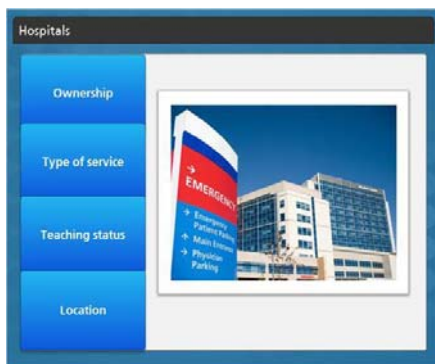 Hospitals
Ownership
Type of service
Teaching status
Location
→
EMERGENCY
→ Emergency
Patient Parking
↗ Main Entrance
→ Physician
Parking